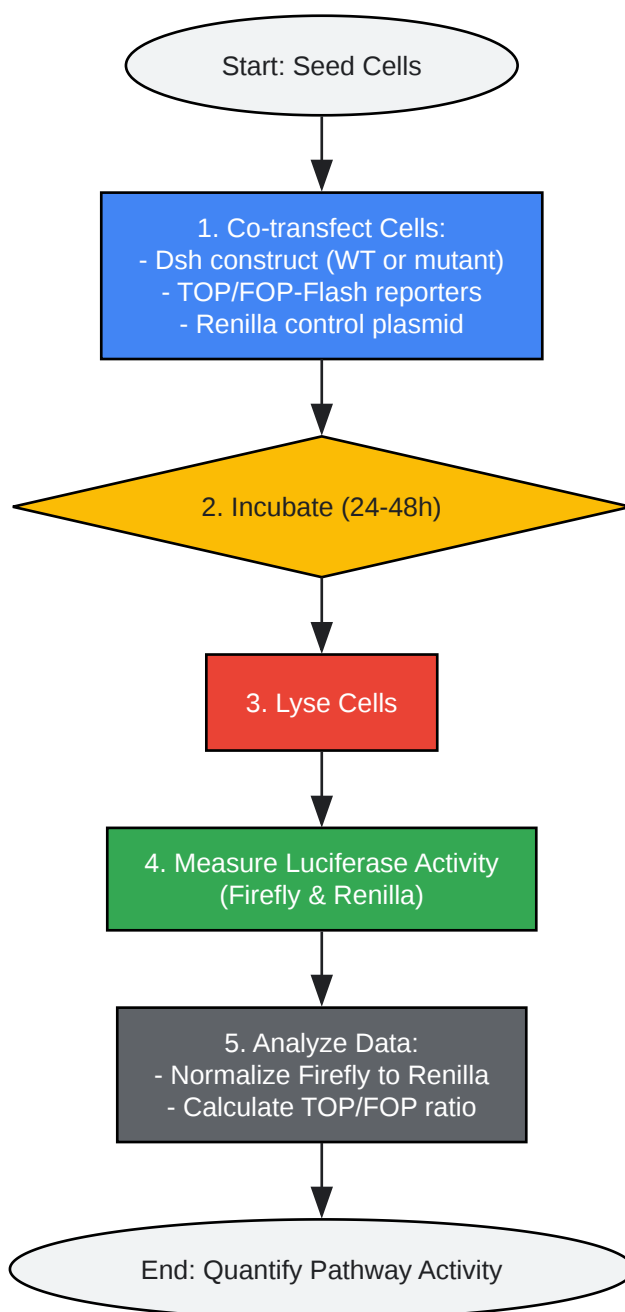 Start: Seed Cells
1. Co-transfect Cells:
- Dsh construct (WT or mutant)
- TOP/FOP-Flash reporters
- Renilla control plasmid
2. Incubate (24-48h)
3. Lyse Cells
4. Measure Luciferase Activity
(Firefly & Renilla)
5. Analyze Data:
- Normalize Firefly to Renilla
- Calculate TOP/FOP ratio
End: Quantify Pathway Activity